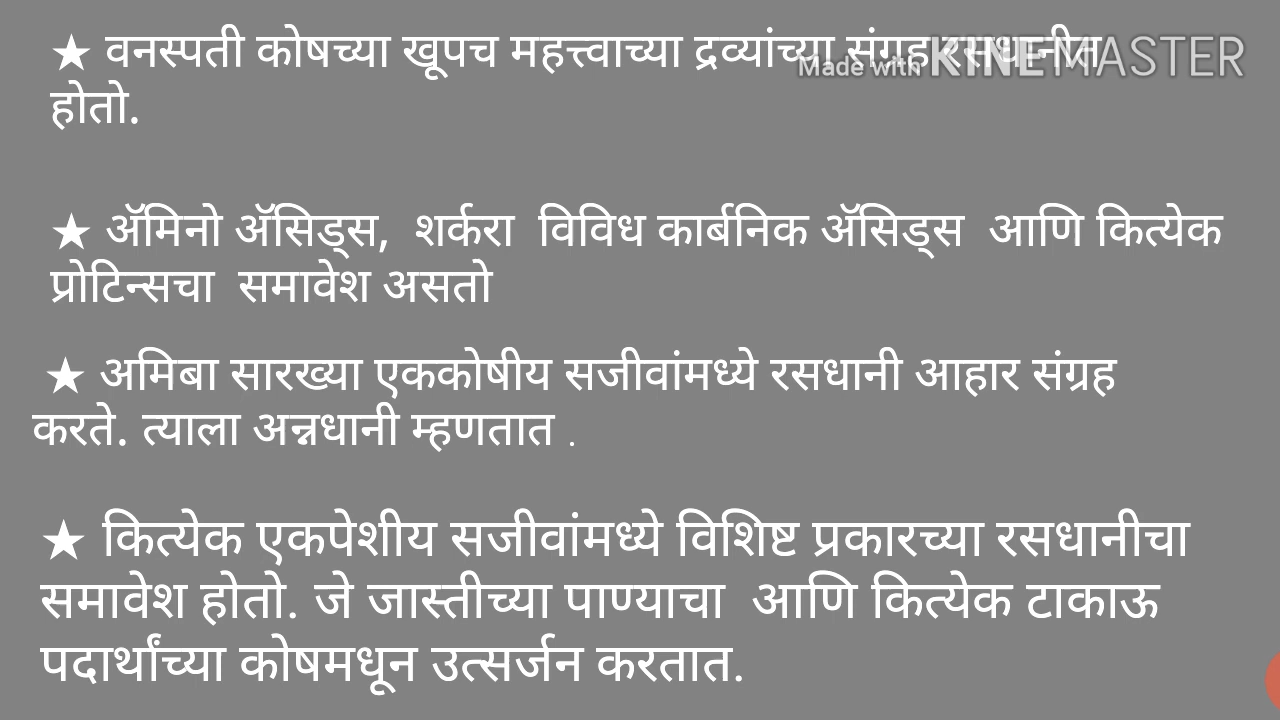 ★ वनस्पती कोषच्या खूपच महत्त्वाच्या द्रव्यांच्या संग्रह रसधानीत
Made with KINEMASTER
होतो.
★ ॲमिनो ॲसिड्स, शर्करा विविध कार्बनिक ॲसिड्स आणि कित्येक
प्रोटिन्सचा समावेश असतो
★ अमिबा सारख्या एककोषीय सजीवांमध्ये रसधानी आहार संग्रह
करते. त्याला अन्नधानी म्हणतात .
★ कित्येक एकपेशीय सजीवांमध्ये विशिष्ट प्रकारच्या रसधानीचा
समावेश होतो. जे जास्तीच्या पाण्याचा आणि कित्येक टाकाऊ
पदार्थांच्या कोषमधून उत्सर्जन करतात.